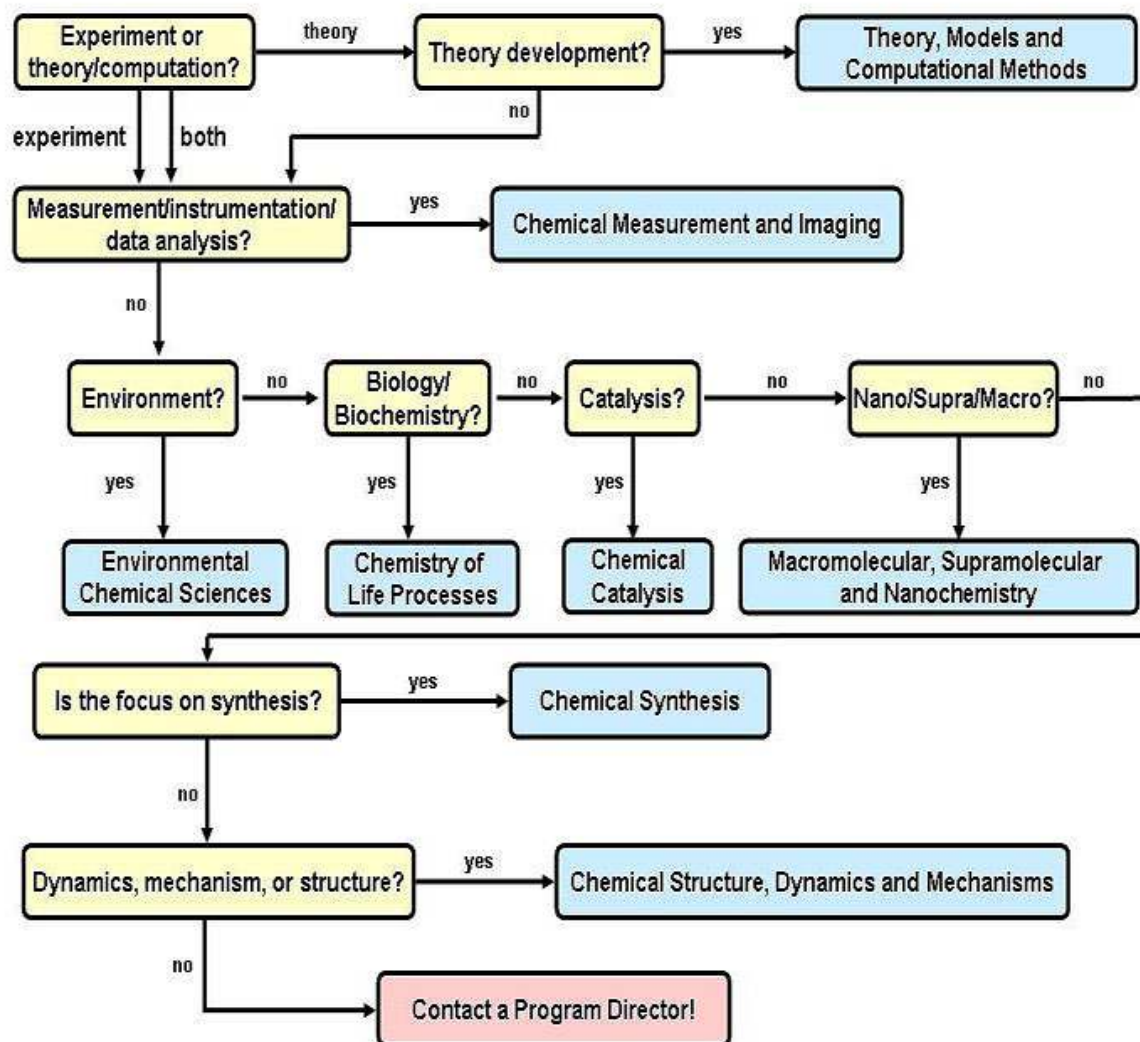 Experiment or
theory/computation?
theory
Theory development?
yes
Theory, Models and
Computational Methods
experiment
both
no
Measurement/instrumentation/
data analysis?
yes
Chemical Measurement and Imaging
no
Environment?
no
Biology/
Biochemistry?
no
Catalysis?
no
Nano/Supra/Macro?
no
yes
yes
yes
yes
Environmental
Chemical Sciences
Chemistry of
Life Processes
Chemical
Catalysis
Macromolecular, Supramolecular
and Nanochemistry
Is the focus on synthesis?
yes
Chemical Synthesis
no
Dynamics, mechanism, or structure?
yes
Chemical Structure, Dynamics and Mechanisms
no
Contact a Program Director!